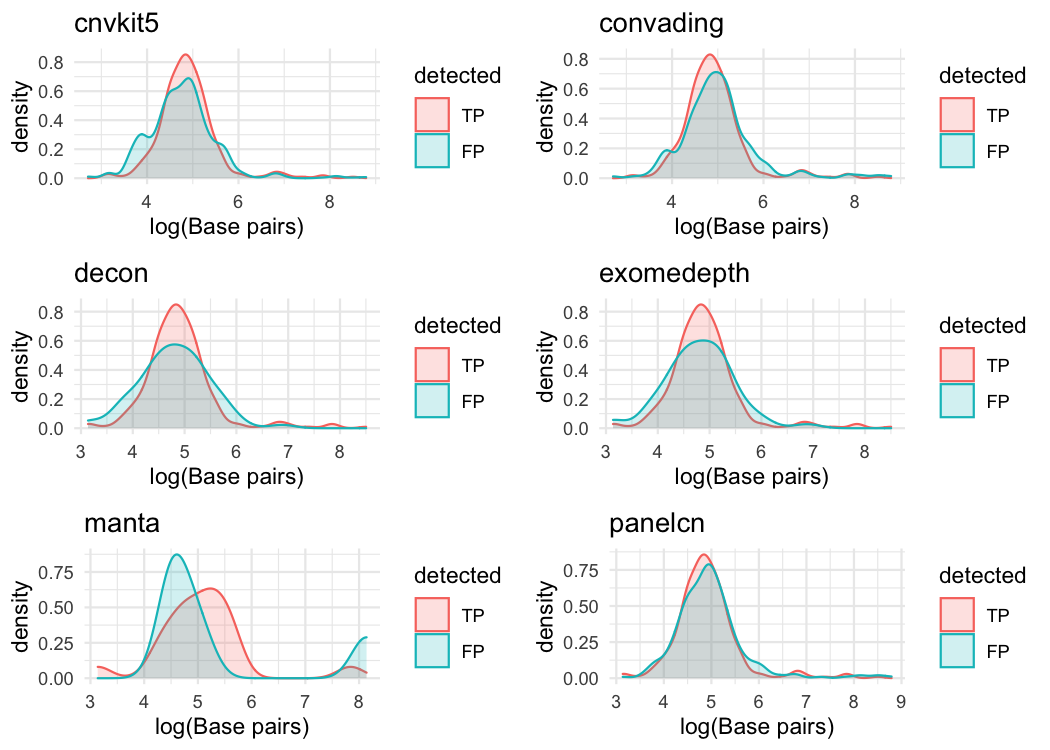 cnvkit5
density
0.8
0.6
0.4
0.2
0.0
4 6 8
log(Base pairs)
detected
TP
FP
convading
density
0.8
0.6
0.4
0.2
0.0
4 6 8
log(Base pairs)
detected
TP
FP
decon
density
0.8
0.6
0.4
0.2
0.0
3 4 5 6 7 8
log(Base pairs)
detected
TP
FP
exomedepth
density
0.8
0.6
0.4
0.2
0.0
3 4 5 6 7 8
log(Base pairs)
detected
TP
FP
manta
density
0.75
0.50
0.25
0.00
3 4 5 6 7 8
log(Base pairs)
detected
TP
FP
panelcn
density
0.75
0.50
0.25
0.00
3 4 5 6 7 8 9
log(Base pairs)
detected
TP
FP